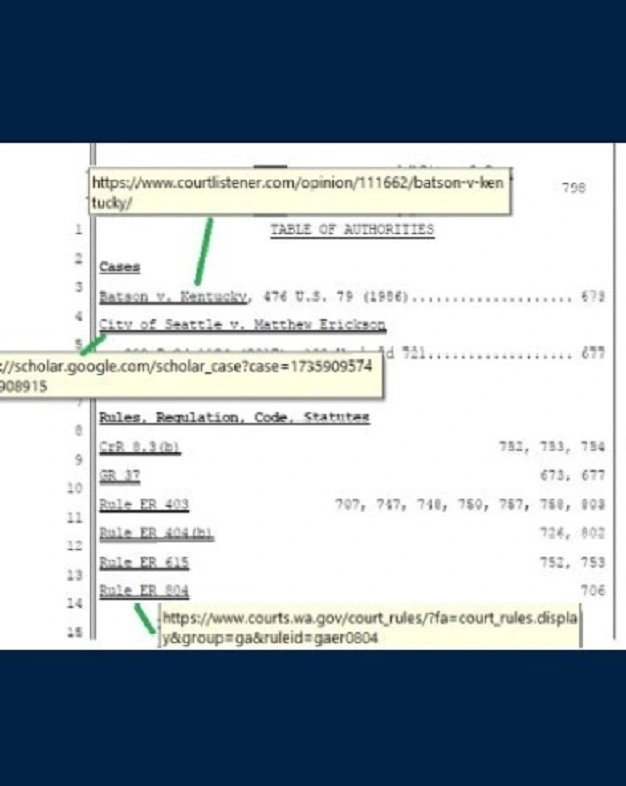 https://www.courtlistener.com/opinion/111662/batson-v-ken
tucky/
798
1 TABLE OF AUTHORITIES
2
Cases
3
Batson v. Kentucky, 476 U.S. 79 (1986).................... 673
4
City of Seattle v. Matthew Erickson
5
721.................. 677
://scholar.google.com/scholar_case?case=1735909574
908915
7
Rules, Regulation, Code, Statutes
8
CrR 8.3(b) 752, 753, 754
9
GR 37 673, 677
10
Rule ER 403 707, 747, 748, 750, 757, 758, 803
11
Rule ER 404(b) 726, 802
12
Rule ER 615 752, 753
13
Rule ER 804 706
14
https://www.courts.wa.gov/court_rules/?fa=court_rules.displa
15 y&group=ga&ruleid=gaer0804